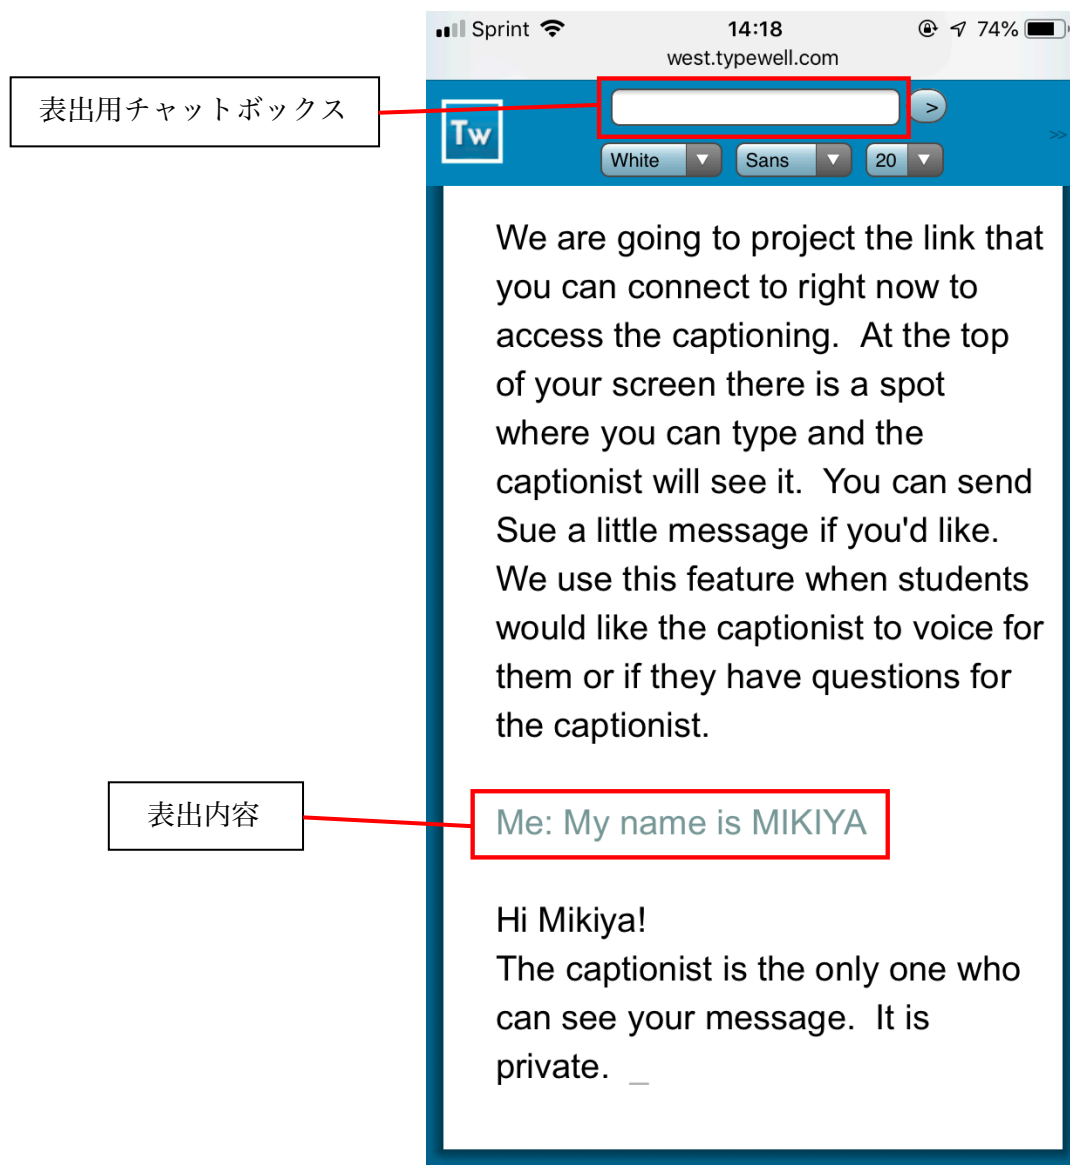 Sprint 14:18 74%
west.typewell.com
表出用チャットボックス
Tw
>
>>
White Sans 20
We are going to project the link that
you can connect to right now to
access the captioning.  At the top
of your screen there is a spot
where you can type and the
captionist will see it.  You can send
Sue a little message if you'd like.
We use this feature when students
would like the captionist to voice for
them or if they have questions for
the captionist.
表出内容
Me: My name is MIKIYA
Hi Mikiya!
The captionist is the only one who
can see your message.  It is
private.  _